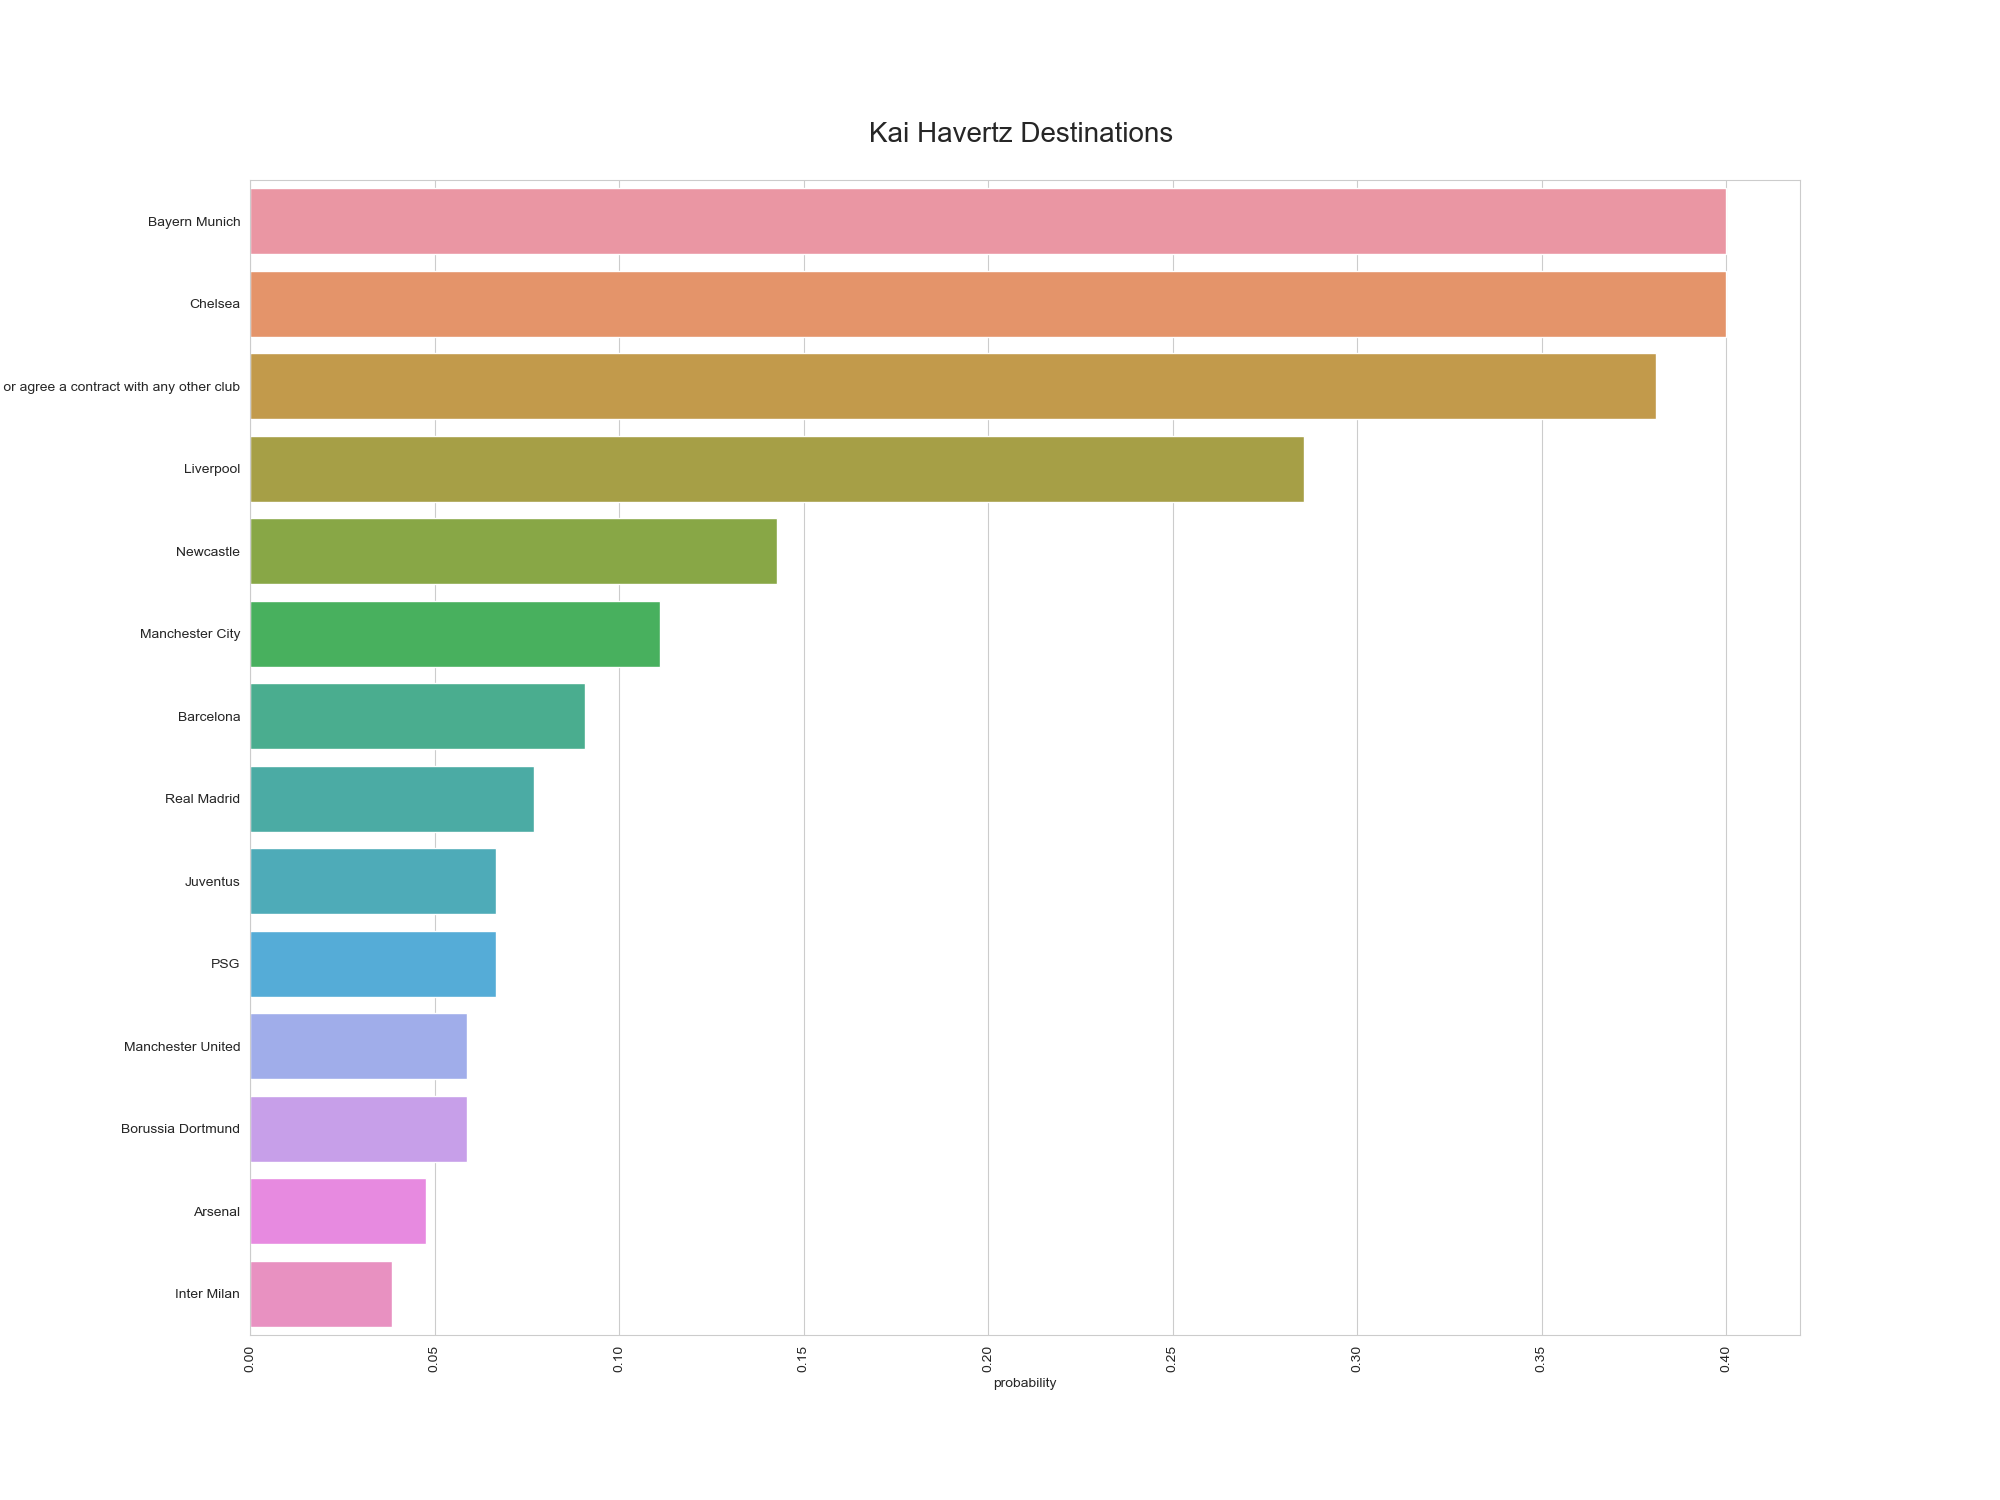 Kai Havertz Destinations
Bayern Munich
Chelsea
or agree a contract with any other club
Liverpool
Newcastle
Manchester City
Barcelona
Real Madrid
Juventus
PSG
Manchester United
Borussia Dortmund
Arsenal
Inter Milan
0.00 0.05 0.10 0.15 0.20 0.25 0.30 0.35 0.40
probability